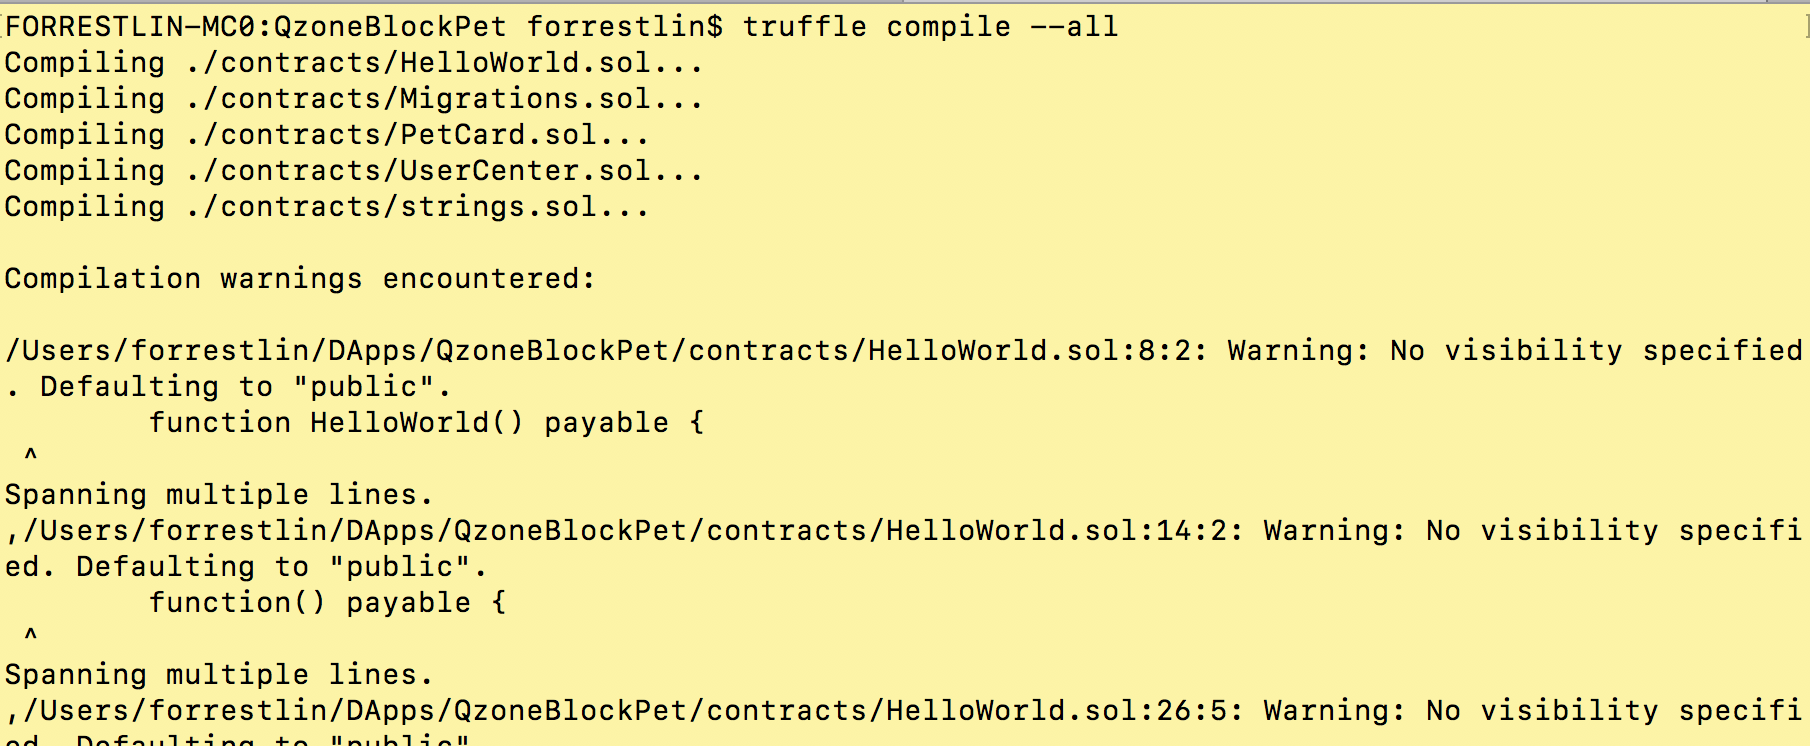 FORRESTLIN-MC0:QzoneBlockPet forrestlin$ truffle compile --all
Compiling ./contracts/HelloWorld.sol...
Compiling ./contracts/Migrations.sol...
Compiling ./contracts/PetCard.sol...
Compiling ./contracts/UserCenter.sol...
Compiling ./contracts/strings.sol...
Compilation warnings encountered:
/Users/forrestlin/DApps/QzoneBlockPet/contracts/HelloWorld.sol:8:2: Warning: No visibility specified
. Defaulting to "public".
        function HelloWorld() payable {
 ^
Spanning multiple lines.
,/Users/forrestlin/DApps/QzoneBlockPet/contracts/HelloWorld.sol:14:2: Warning: No visibility specifi
ed. Defaulting to "public".
        function() payable {
 ^
Spanning multiple lines.
,/Users/forrestlin/DApps/QzoneBlockPet/contracts/HelloWorld.sol:26:5: Warning: No visibility specifi
ed. Defaulting to "public"